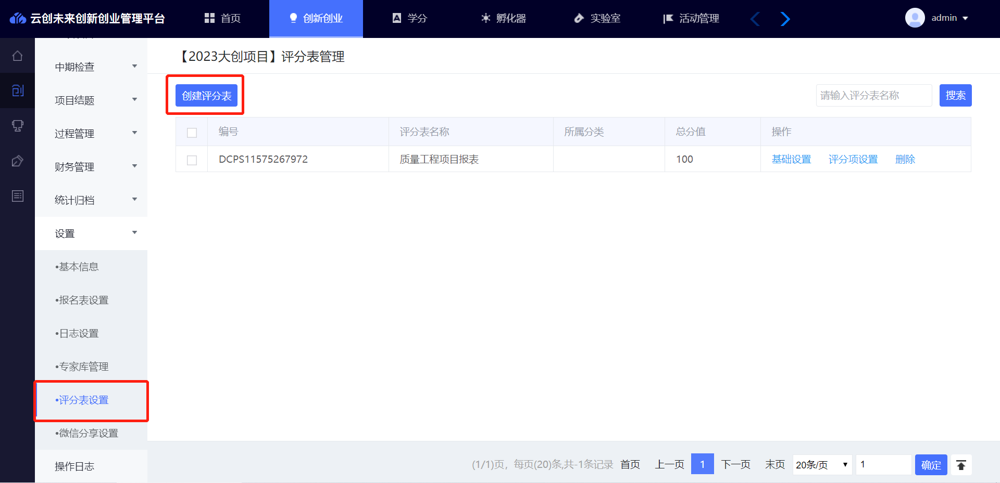 云创未来创新创业管理平台
首页
创新创业
学分
孵化器
实验室
活动管理
admin
中期检查
项目结题
过程管理
财务管理
统计归档
设置
•基本信息
•报名表设置
•日志设置
•专家库管理
•评分表设置
•微信分享设置
操作日志
【2023大创项目】评分表管理
创建评分表
请输入评分表名称
搜索
编号 评分表名称 所属分类 总分值 操作
DCPS11575267972 质量工程项目报表 100 基础设置 评分项设置 删除
(1/1)页，每页(20)条,共-1条记录 首页 上一页 1 下一页 末页 20条/页 1 确定